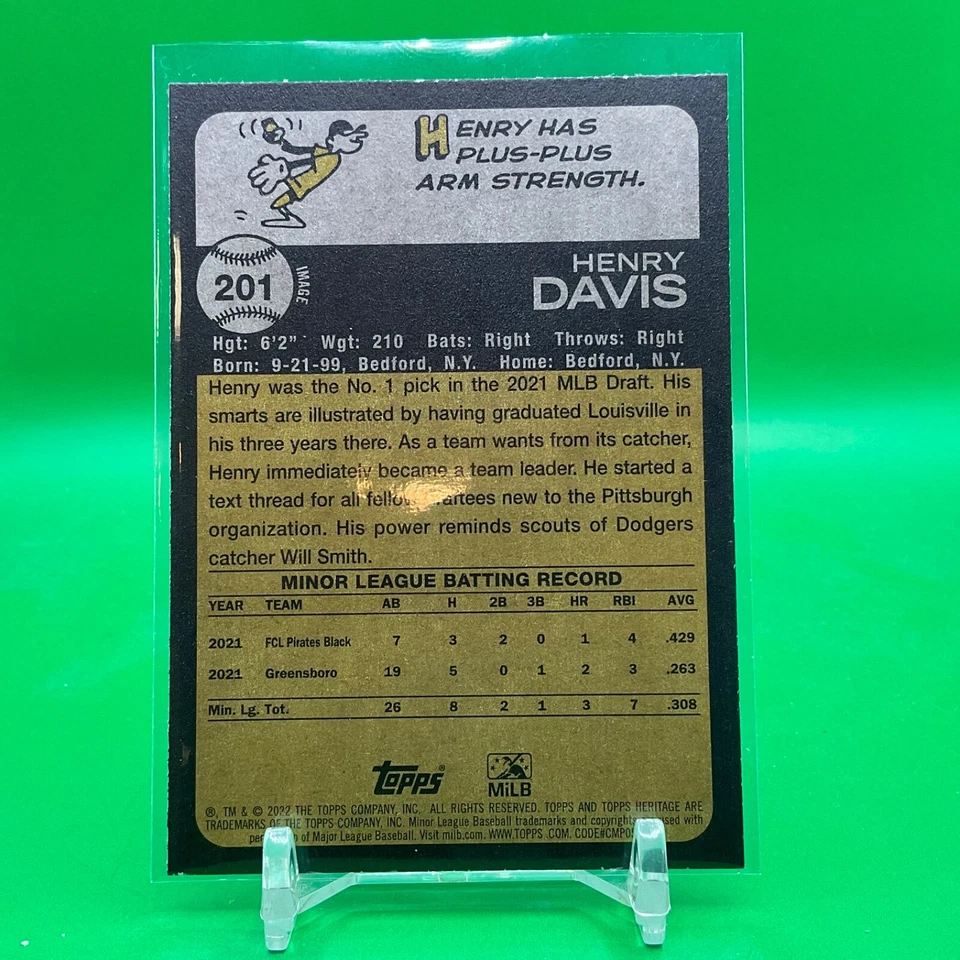 HENRY HAS
PLUS-PLUS
ARM STRENGTH.
201
IMAGE
HENRY
DAVIS
Hgt: 6'2" Wgt: 210 Bats: Right Throws: Right
Born: 9-21-99, Bedford, N.Y. Home: Bedford, N.Y.
Henry was the No. 1 pick in the 2021 MLB Draft. His
smarts are illustrated by having graduated Louisville in
his three years there. As a team wants from its catcher,
Henry immediately became a team leader. He started a
text thread for all new to the Pittsburgh
organization. His power reminds scouts of Dodgers
catcher Will Smith.
MINOR LEAGUE BATTING RECORD
YEAR TEAM AB H 2B 3B HR RBI AVG
2021 FCL Pirates Black 7 3 2 0 1 4 .429
2021 Greensboro 19 5 0 1 2 3 .263
Min. Lg. Tot. 26 8 2 1 3 7 .308
Topps®
MiLB
®, TM & © 2022 THE TOPPS COMPANY, INC. ALL RIGHTS RESERVED. TOPPS AND TOPPS HERITAGE ARE
TRADEMARKS OF THE TOPPS COMPANY, INC. Minor League Baseball trademarks and used with
of Major League Baseball. Visit milb.com. WWW.TOPPS.COM.